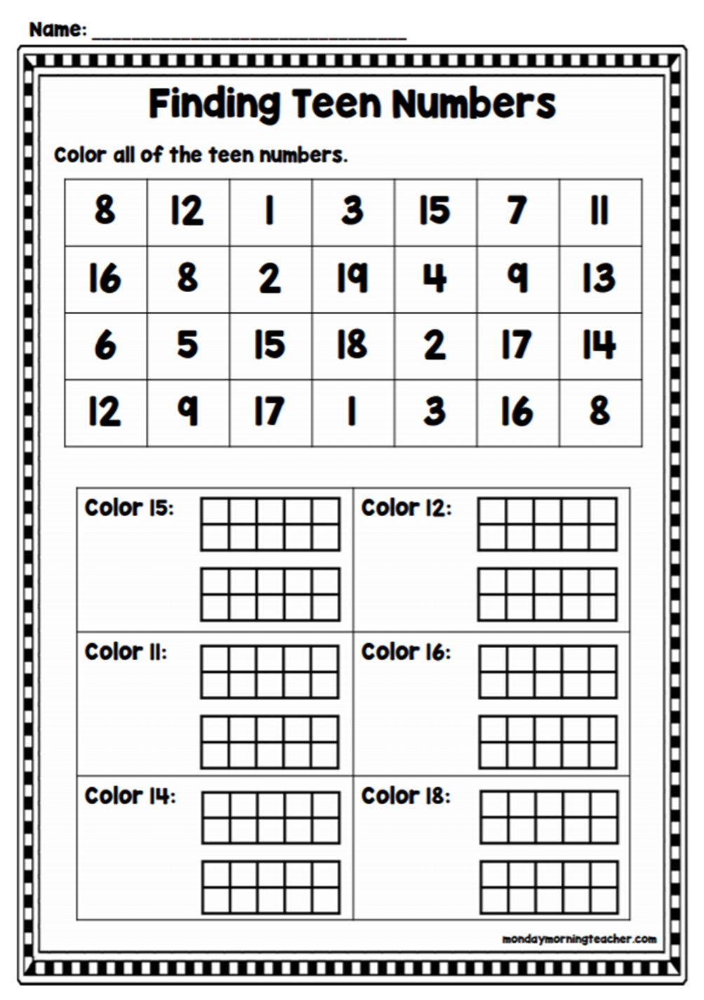 Name: ________________________________
Finding Teen Numbers
Color all of the teen numbers.
8 12 1 3 15 7 11
16 8 2 19 4 9 13
6 5 15 18 2 17 14
12 9 17 1 3 16 8
Color 15: Color 12:
Color 11: Color 16:
Color 14: Color 18:
mondaymorningteacher.com